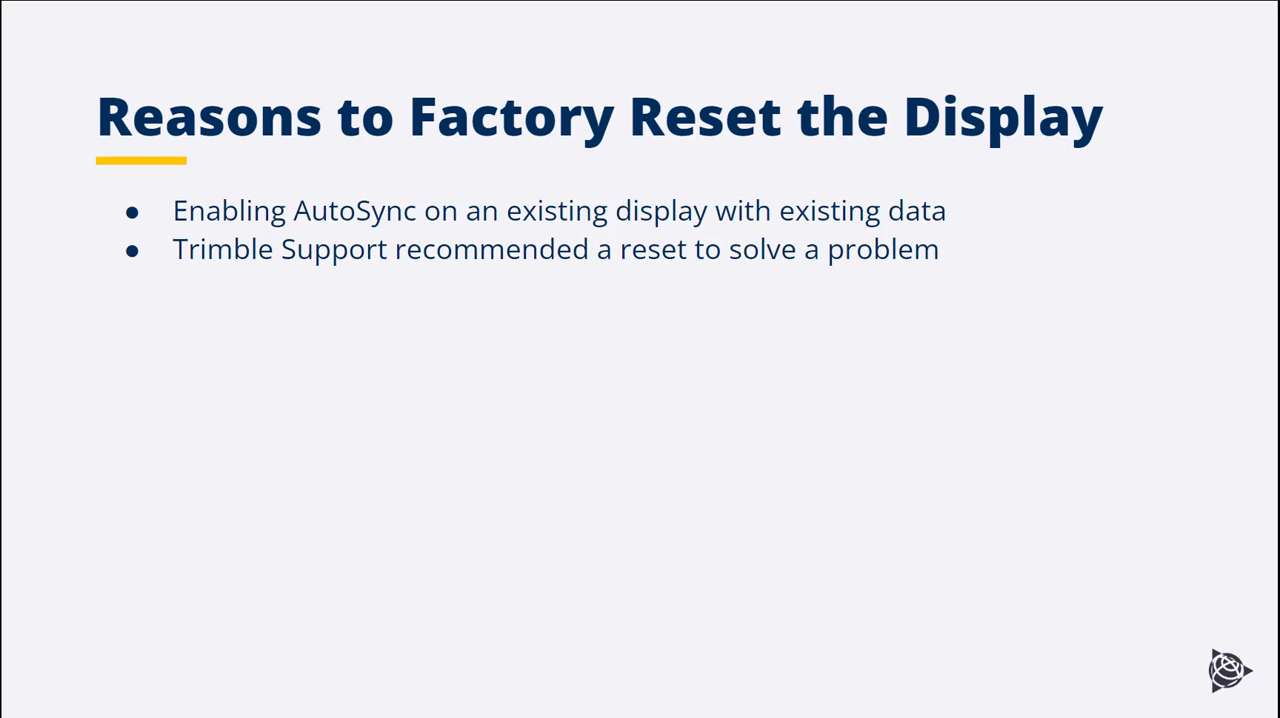 Reasons to Factory Reset the Display
● Enabling AutoSync on an existing display with existing data
● Trimble Support recommended a reset to solve a problem